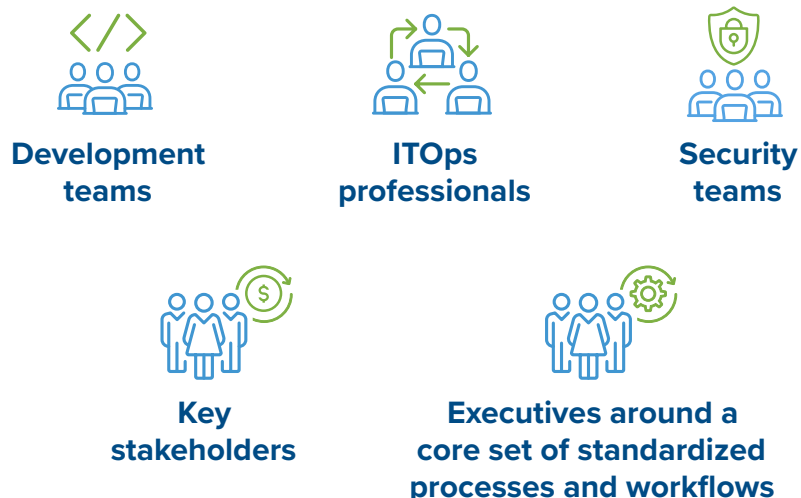 </>
Development
teams
ITOps
professionals
Security
teams
$
Key
stakeholders
Executives around a
core set of standardized
processes and workflows